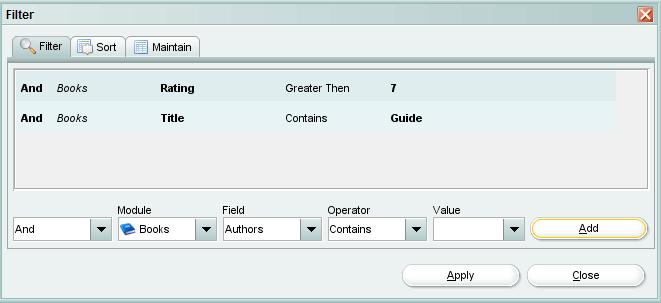 Filter
Filter Sort Maintain
And Books Rating Greater Then 7
And Books Title Contains Guide
Module Field Operator Value
And Books Authors Contains Add
Apply Close